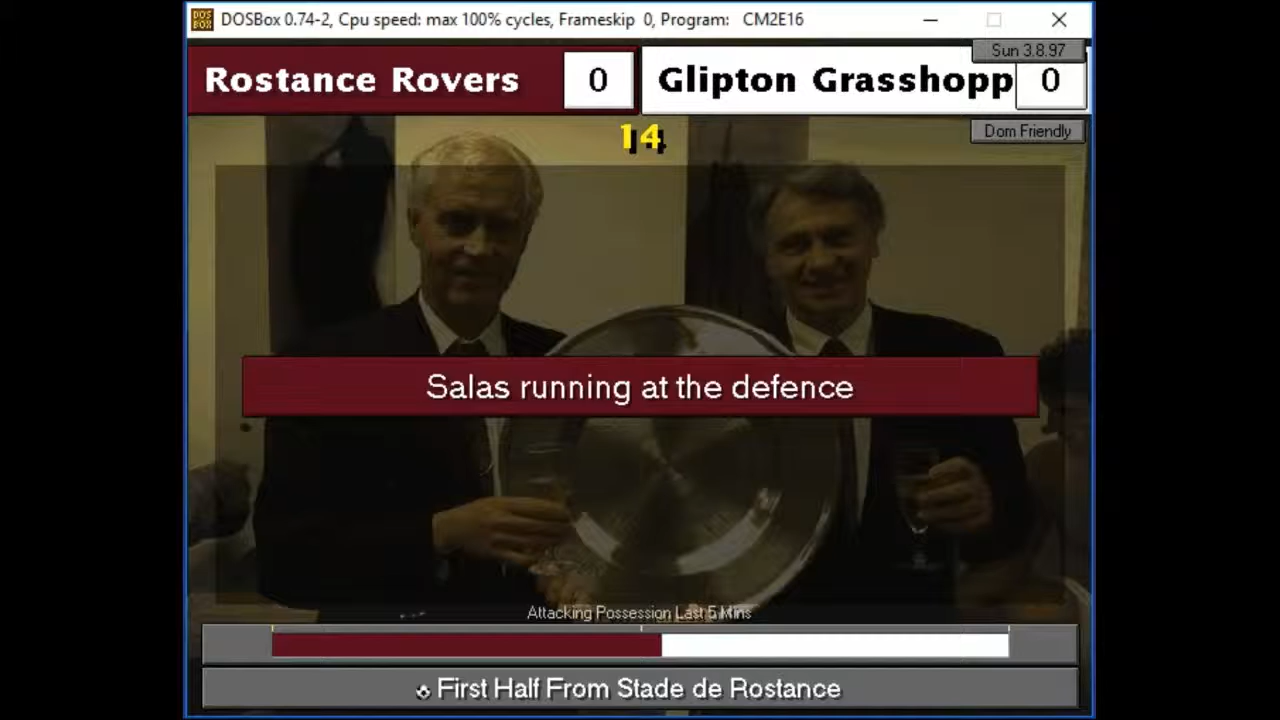 DOSBox 0.74-2, Cpu speed: max 100% cycles, Frameskip 0, Program: CM2E16
Sun 3.8.97
Rostance Rovers 0 Glipton Grasshopp 0
14
Dom Friendly
Salas running at the defence
Attacking Possession Last 5 Mins
First Half From Stade de Rostance